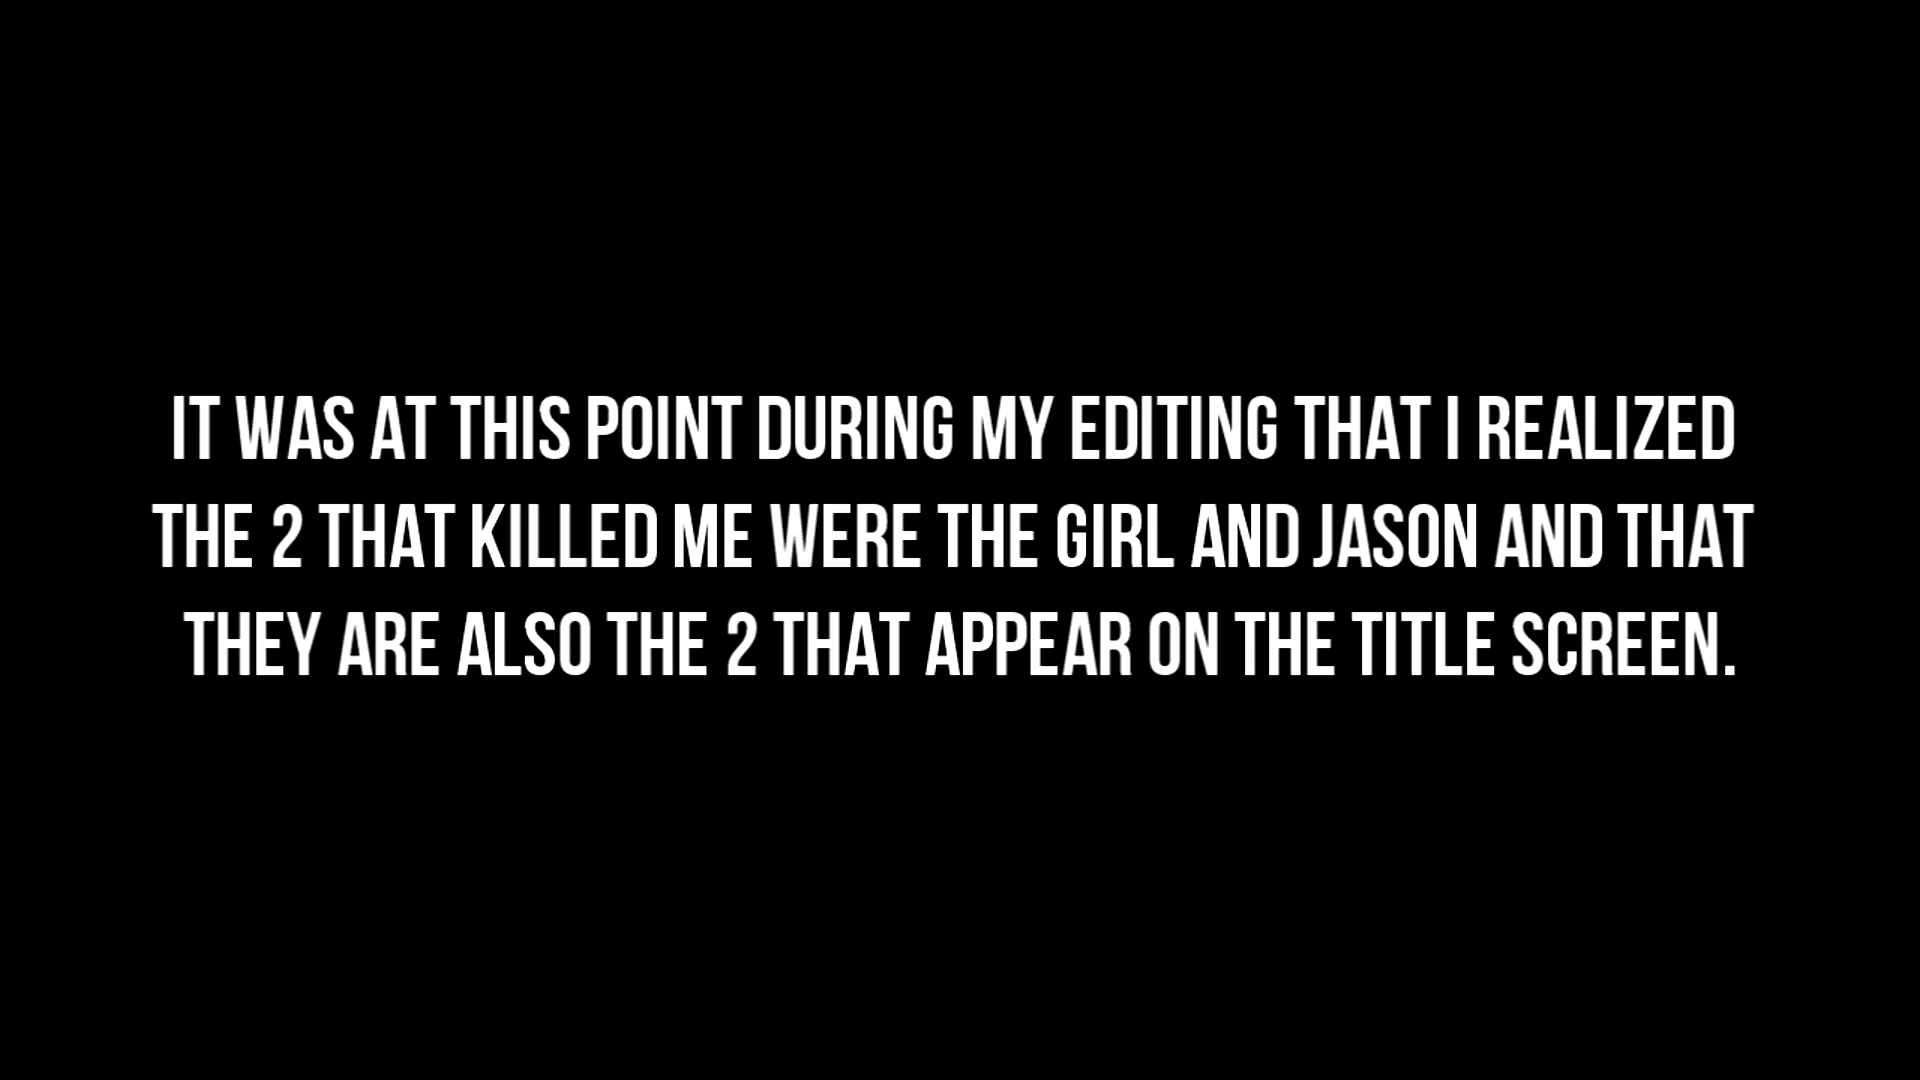 IT WAS AT THIS POINT DURING MY EDITING THAT I REALIZED
THE 2 THAT KILLED ME WERE THE GIRL AND JASON AND THAT
THEY ARE ALSO THE 2 THAT APPEAR ON THE TITLE SCREEN.